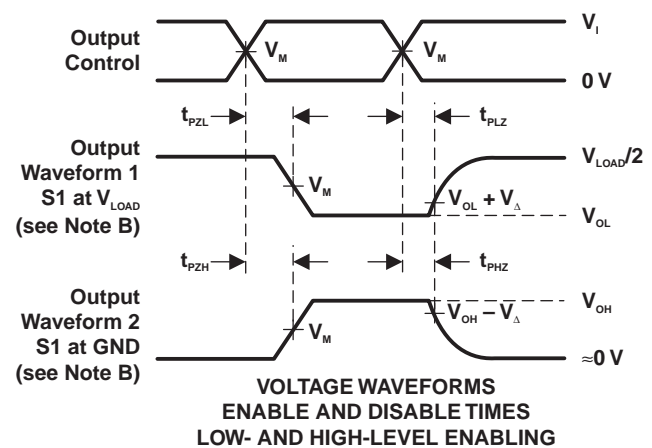 Output
Control
V_M
V_M
V_I
0 V
t_PZL
t_PLZ
Output
Waveform 1
S1 at V_LOAD
(see Note B)
V_M
V_OL + V_Δ
V_LOAD/2
V_OL
t_PZH
t_PHZ
Output
Waveform 2
S1 at GND
(see Note B)
V_M
V_OH − V_Δ
V_OH
≈0 V
VOLTAGE WAVEFORMS
ENABLE AND DISABLE TIMES
LOW- AND HIGH-LEVEL ENABLING